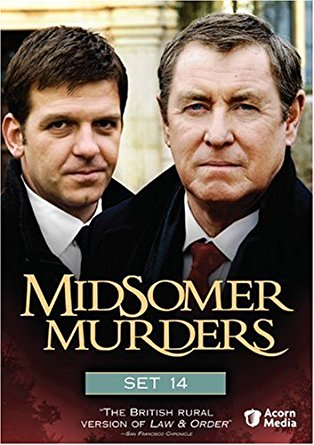 MIDSOMER
MURDERS
SET 14
"THE BRITISH RURAL
VERSION OF LAW & ORDER"
—SAN FRANCISCO CHRONICLE
Acorn
Media